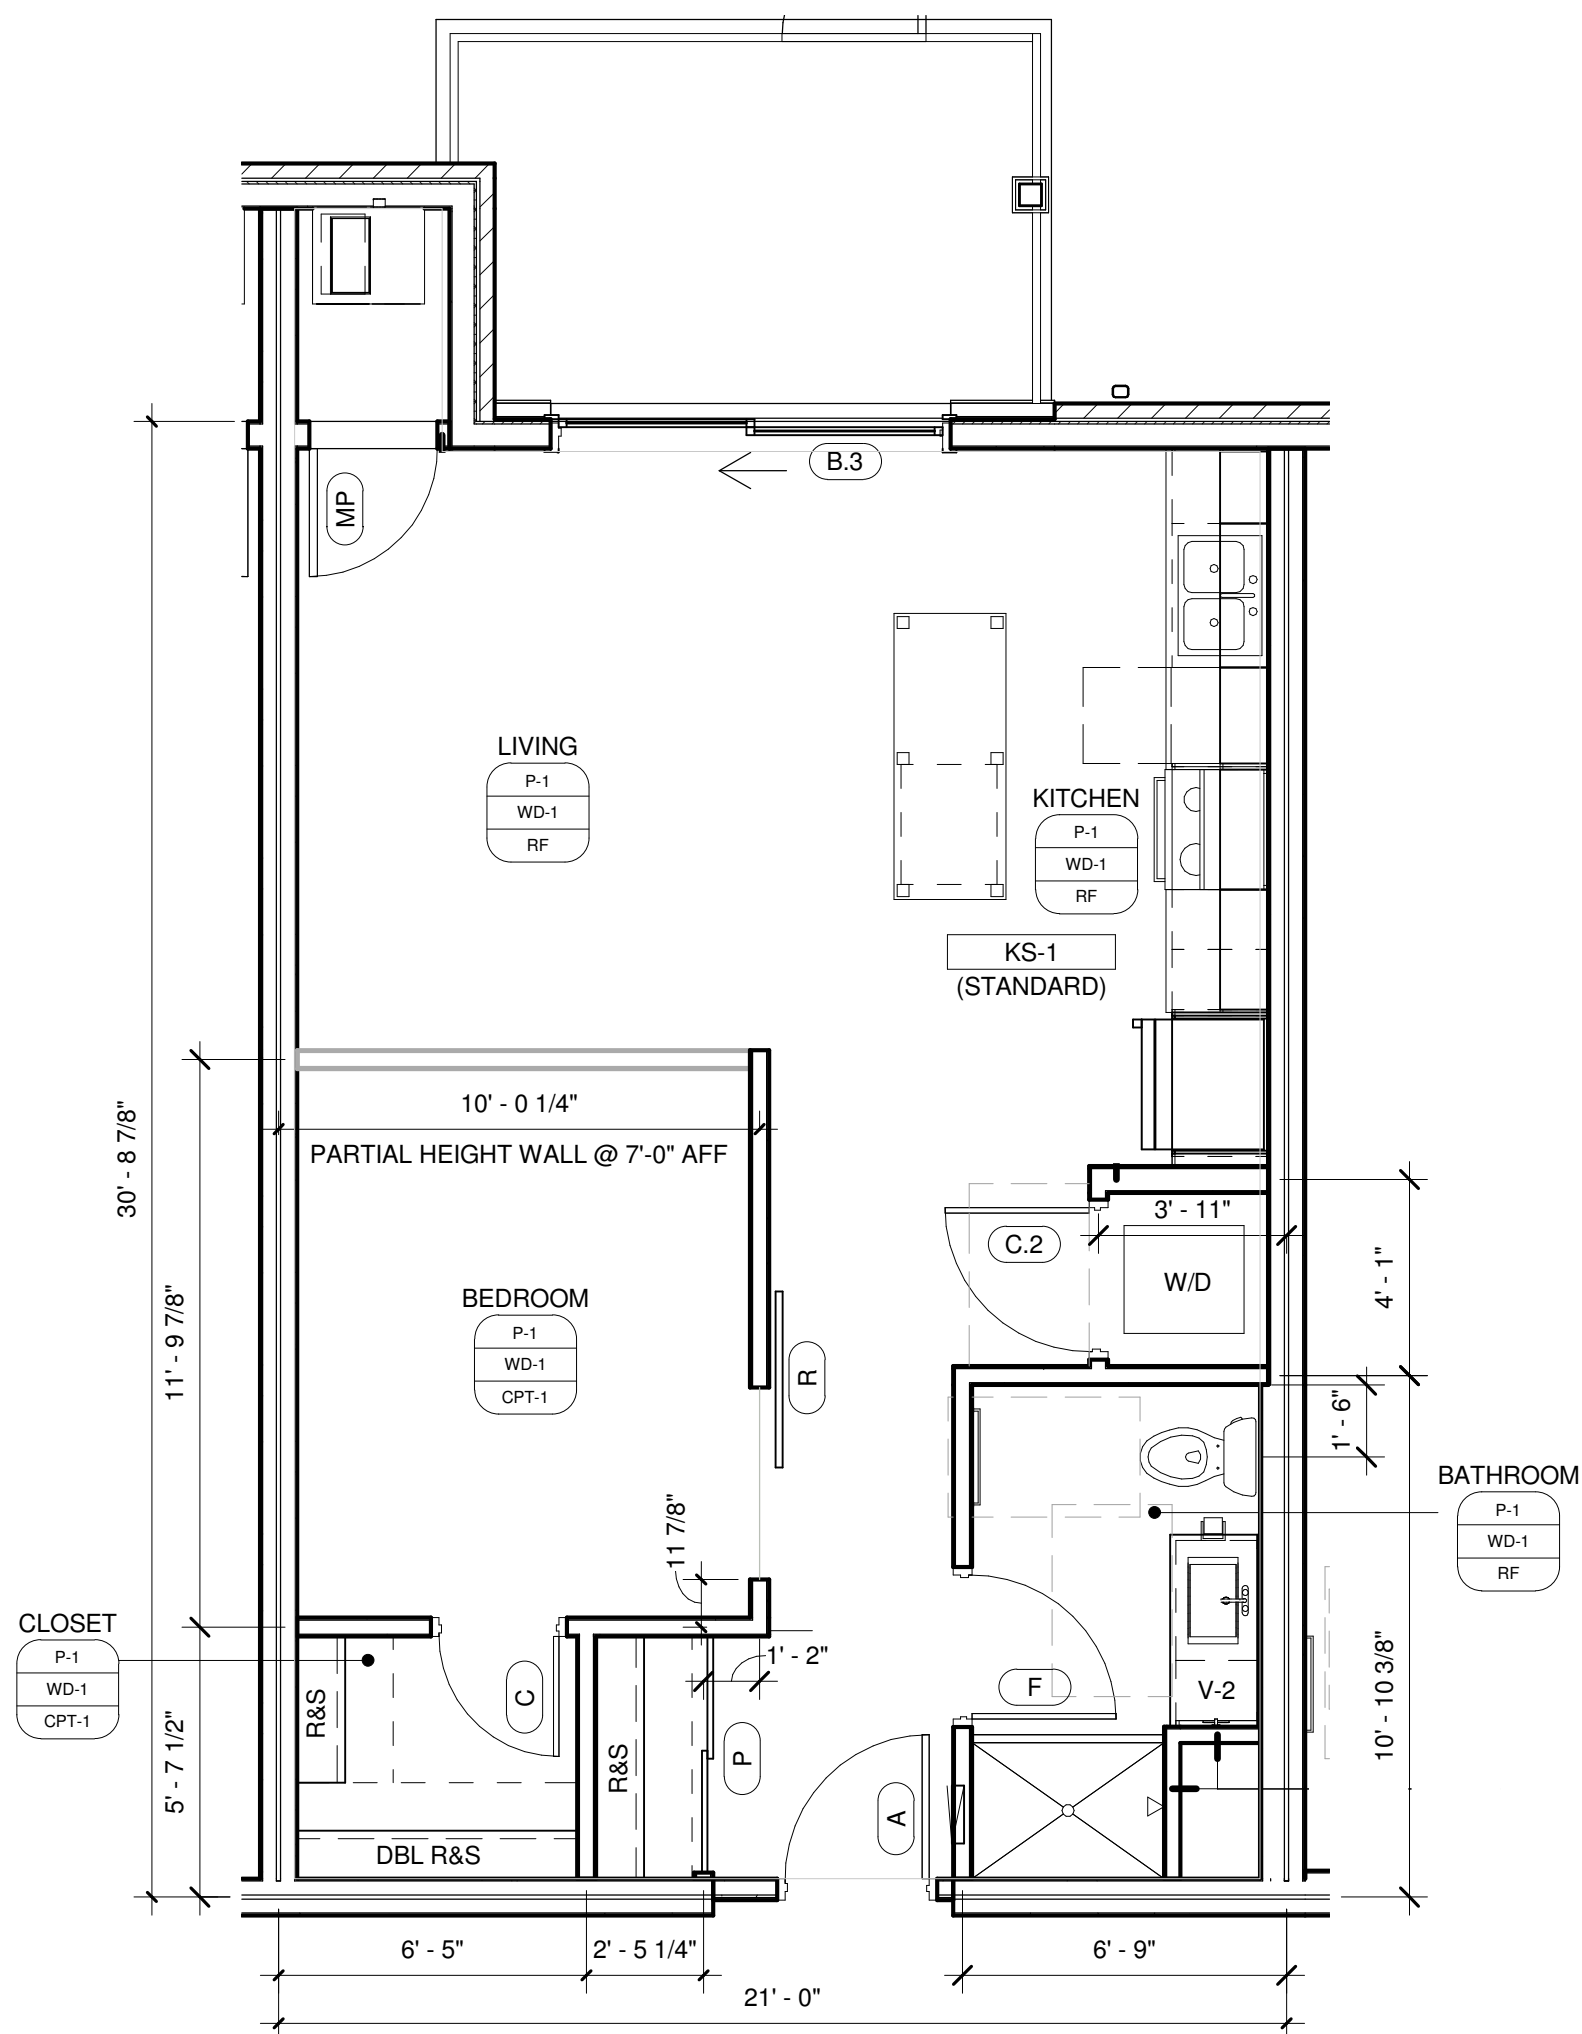 B.3
MP
LIVING
P-1
WD-1
RF
KITCHEN
P-1
WD-1
RF
KS-1
(STANDARD)
10' - 0 1/4"
PARTIAL HEIGHT WALL @ 7'-0" AFF
30' - 8 7/8"
11' - 9 7/8"
3' - 11"
C.2
W/D
4' - 1"
BEDROOM
P-1
WD-1
CPT-1
R
1' - 6"
BATHROOM
P-1
WD-1
RF
11 7/8"
CLOSET
P-1
WD-1
CPT-1
1' - 2"
C
F
V-2
R&S
R&S
P
A
5' - 7 1/2"
10' - 10 3/8"
DBL R&S
6' - 5"
2' - 5 1/4"
6' - 9"
21' - 0"